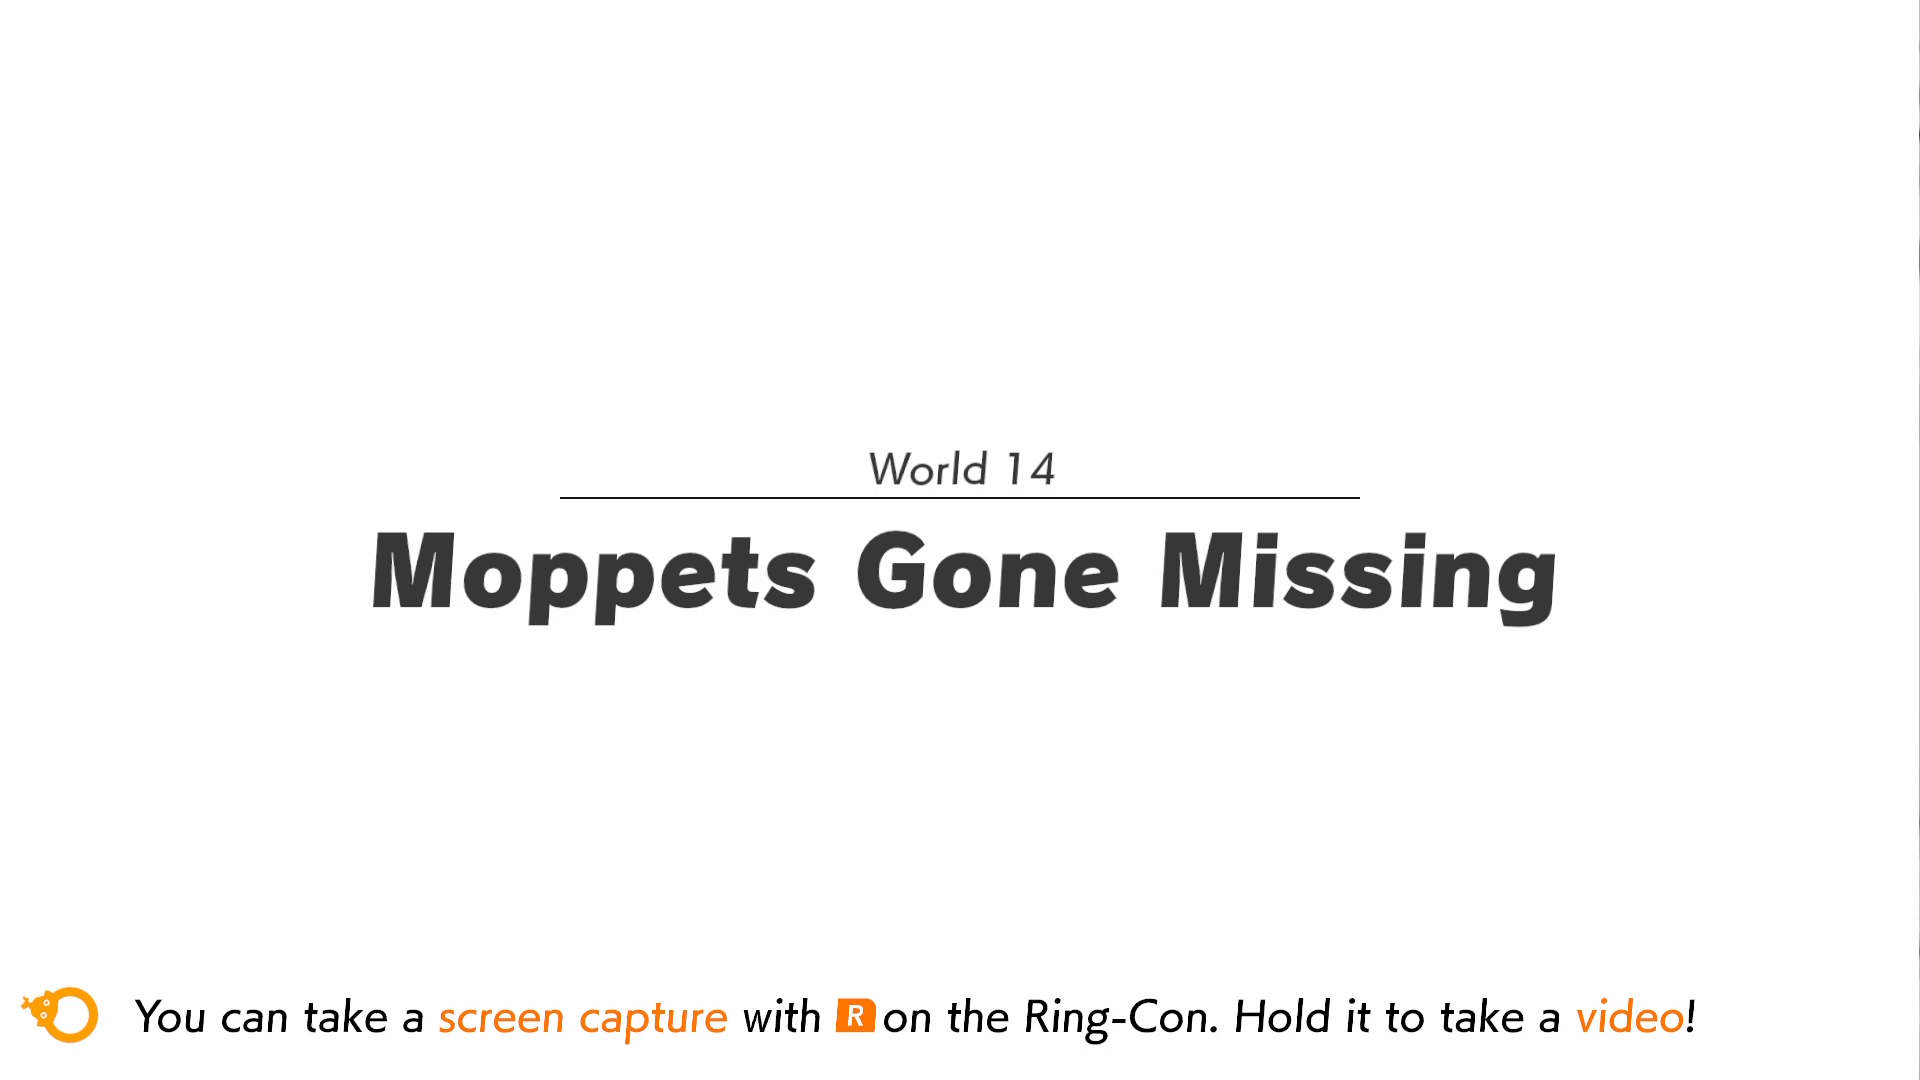 World 14
Moppets Gone Missing
You can take a screen capture with R on the Ring-Con. Hold it to take a video!